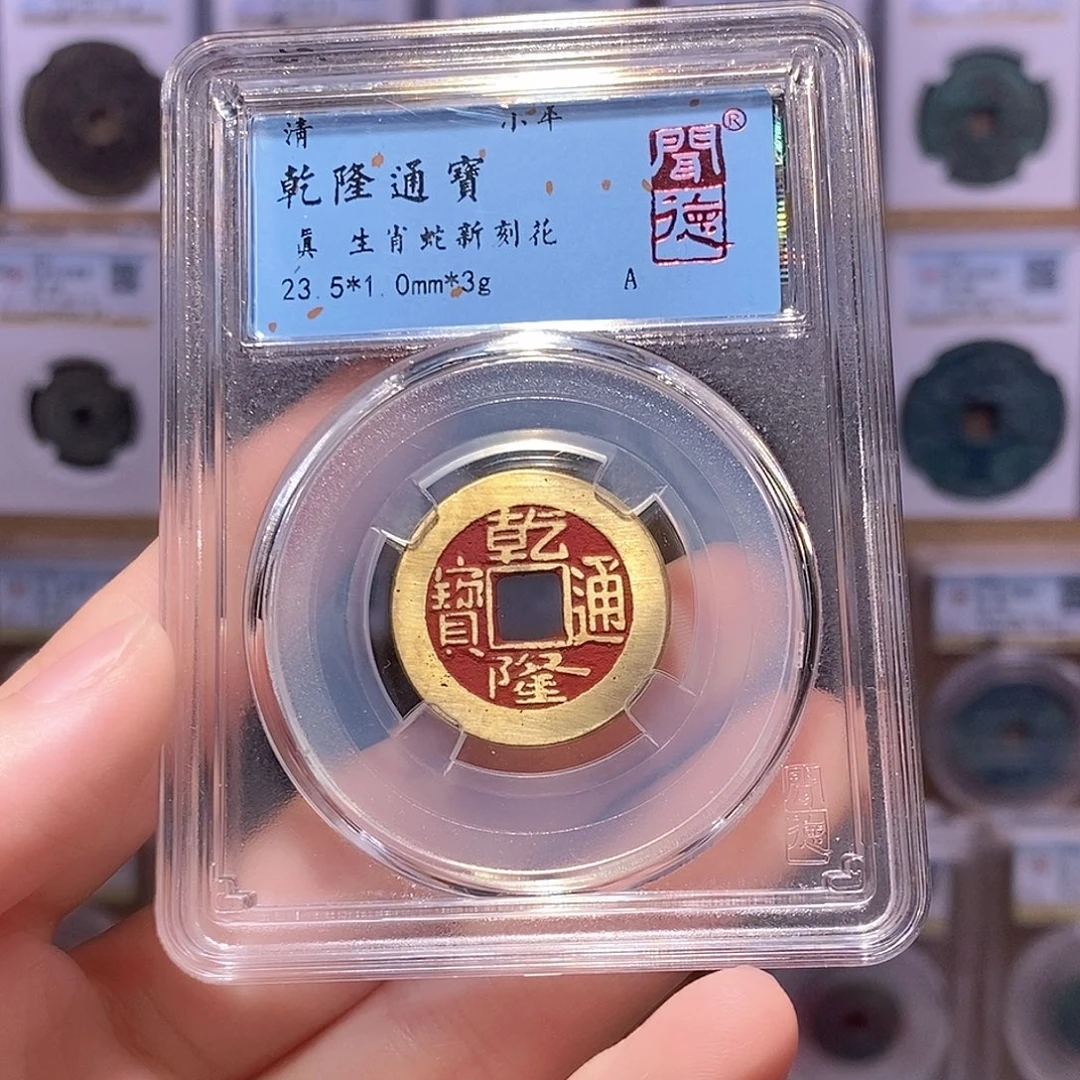 清 小平
乾隆通寶
真 生肖蛇新刻花
23.5*1.0mm*3g A
聞德®
乾隆通寶
聞德